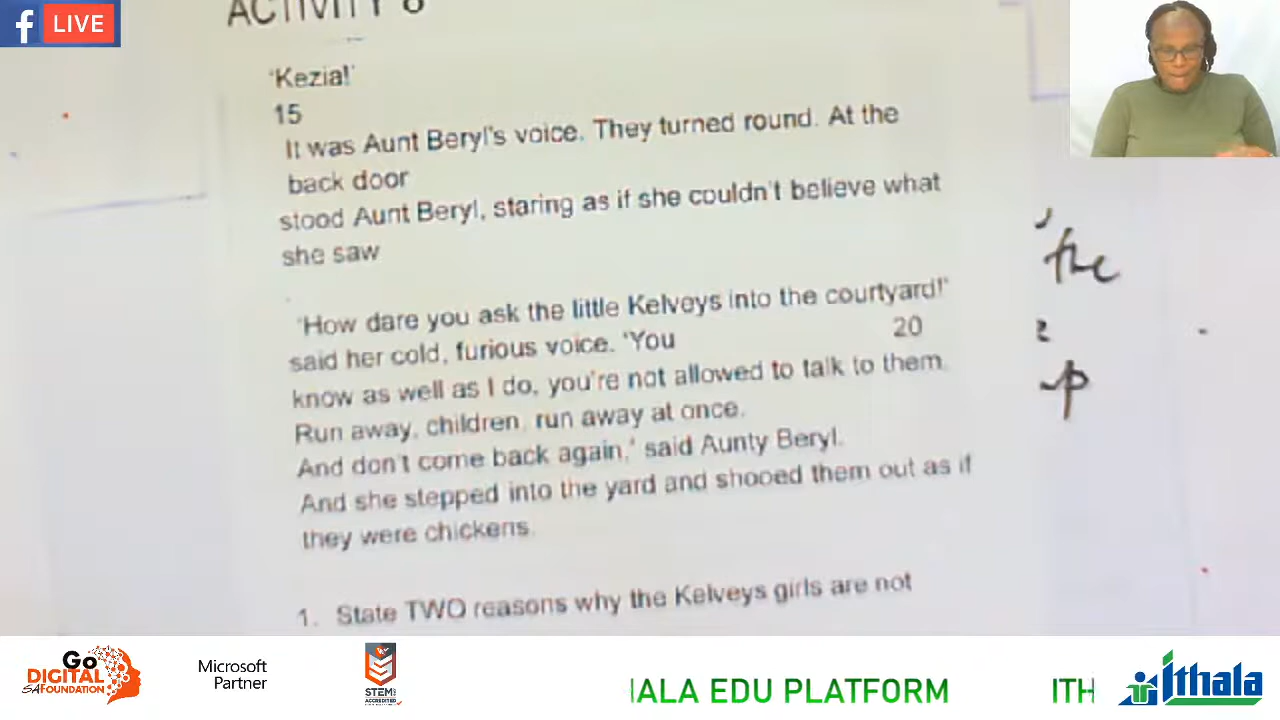 f LIVE
ACTIVITY 8
'Kezia!'
15
It was Aunt Beryl's voice. They turned round. At the
back door
stood Aunt Beryl, staring as if she couldn't believe what
she saw
'How dare you ask the little Kelveys into the courtyard!'
said her cold, furious voice. 'You 20
know as well as I do, you're not allowed to talk to them.
Run away, children, run away at once.
And don't come back again,' said Aunty Beryl.
And she stepped into the yard and shooed them out as if
they were chickens.
1. State TWO reasons why the Kelveys girls are not
the
Go
DIGITAL
SA FOUNDATION
Microsoft
Partner
STEM
ACCREDITED
HALA EDU PLATFORM
ITH
ithala